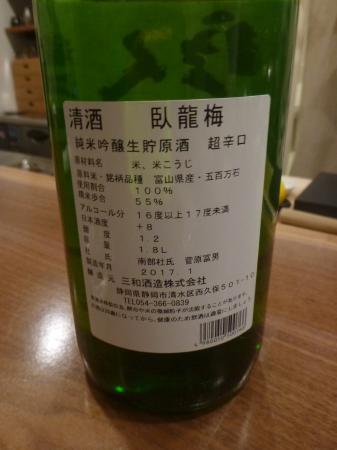 清酒 臥龍梅
純米吟醸生貯原酒 超辛口
原材料名 米、米こうじ
原料米・銘柄品種 富山県産・五百万石
使用割合 100%
精米歩合 55%
アルコール分 16度以上17度未満
日本酒度 +8
酸度 1.2
容量 1.8L
杜氏 南部杜氏 菅原富男
製造年月 2017.1
醸造元 三和酒造株式会社
静岡県静岡市清水区西久保501-10
TEL054-366-0839